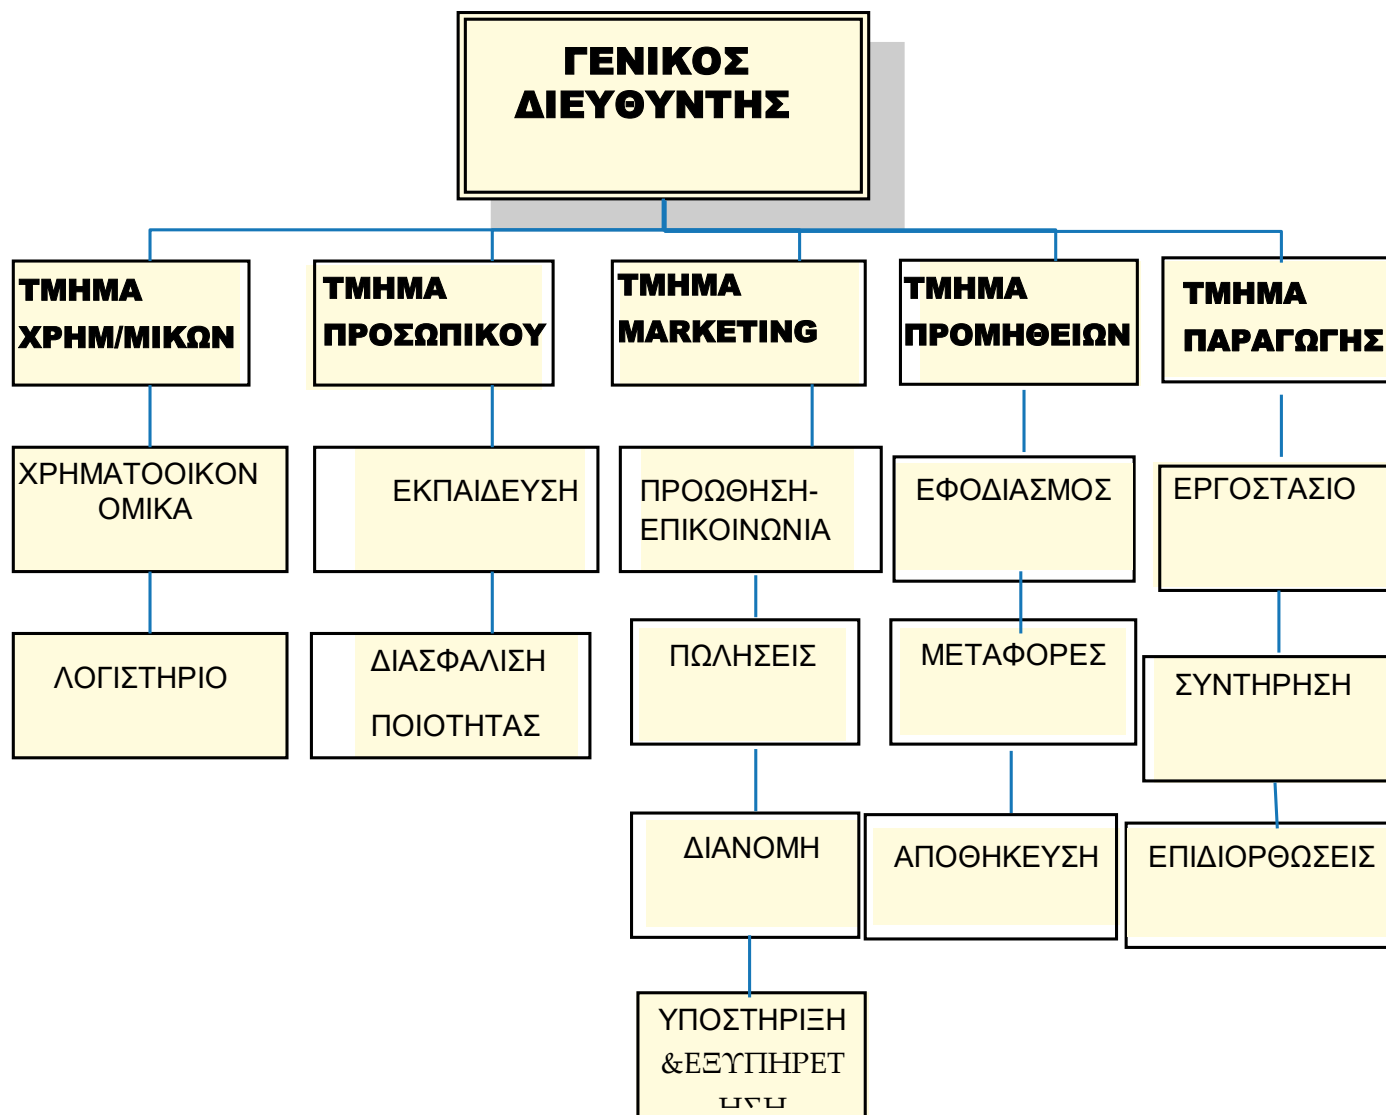 ΓΕΝΙΚΟΣ
ΔΙΕΥΘΥΝΤΗΣ
ΤΜΗΜΑ
ΧΡΗΜ/ΜΙΚΩΝ
ΤΜΗΜΑ
ΠΡΟΣΩΠΙΚΟΥ
ΤΜΗΜΑ
MARKETING
ΤΜΗΜΑ
ΠΡΟΜΗΘΕΙΩΝ
ΤΜΗΜΑ
ΠΑΡΑΓΩΓΗΣ
ΧΡΗΜΑΤΟΟΙΚΟΝ
ΟΜΙΚΑ
ΕΚΠΑΙΔΕΥΣΗ
ΠΡΟΩΘΗΣΗ-
ΕΠΙΚΟΙΝΩΝΙΑ
ΕΦΟΔΙΑΣΜΟΣ
ΕΡΓΟΣΤΑΣΙΟ
ΛΟΓΙΣΤΗΡΙΟ
ΔΙΑΣΦΑΛΙΣΗ
ΠΟΙΟΤΗΤΑΣ
ΠΩΛΗΣΕΙΣ
ΜΕΤΑΦΟΡΕΣ
ΣΥΝΤΗΡΗΣΗ
ΔΙΑΝΟΜΗ
ΑΠΟΘΗΚΕΥΣΗ
ΕΠΙΔΙΟΡΘΩΣΕΙΣ
ΥΠΟΣΤΗΡΙΞΗ
&ΕΞΥΠΗΡΕΤ
ΗΣΗ